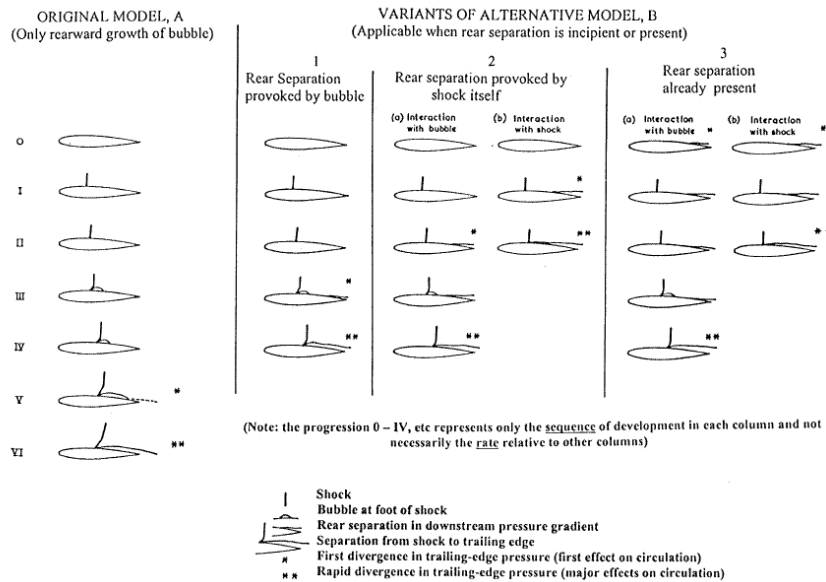 ORIGINAL MODEL, A
(Only rearward growth of bubble)
VARIANTS OF ALTERNATIVE MODEL, B
(Applicable when rear separation is incipient or present)
1
Rear Separation
provoked by bubble
2
Rear separation provoked by
shock itself
3
Rear separation
already present
(a) Interaction
with bubble
(b) Interaction
with shock
(a) Interaction
with bubble *
(b) Interaction
with shock *
O
I
*
II
* ** **
III
*
IV
** ** **
V
*
VI
**
(Note: the progression 0 – IV, etc represents only the sequence of development in each column and not
necessarily the rate relative to other columns)
Shock
Bubble at foot of shock
Rear separation in downstream pressure gradient
Separation from shock to trailing edge
* First divergence in trailing-edge pressure (first effect on circulation)
** Rapid divergence in trailing-edge pressure (major effects on circulation)